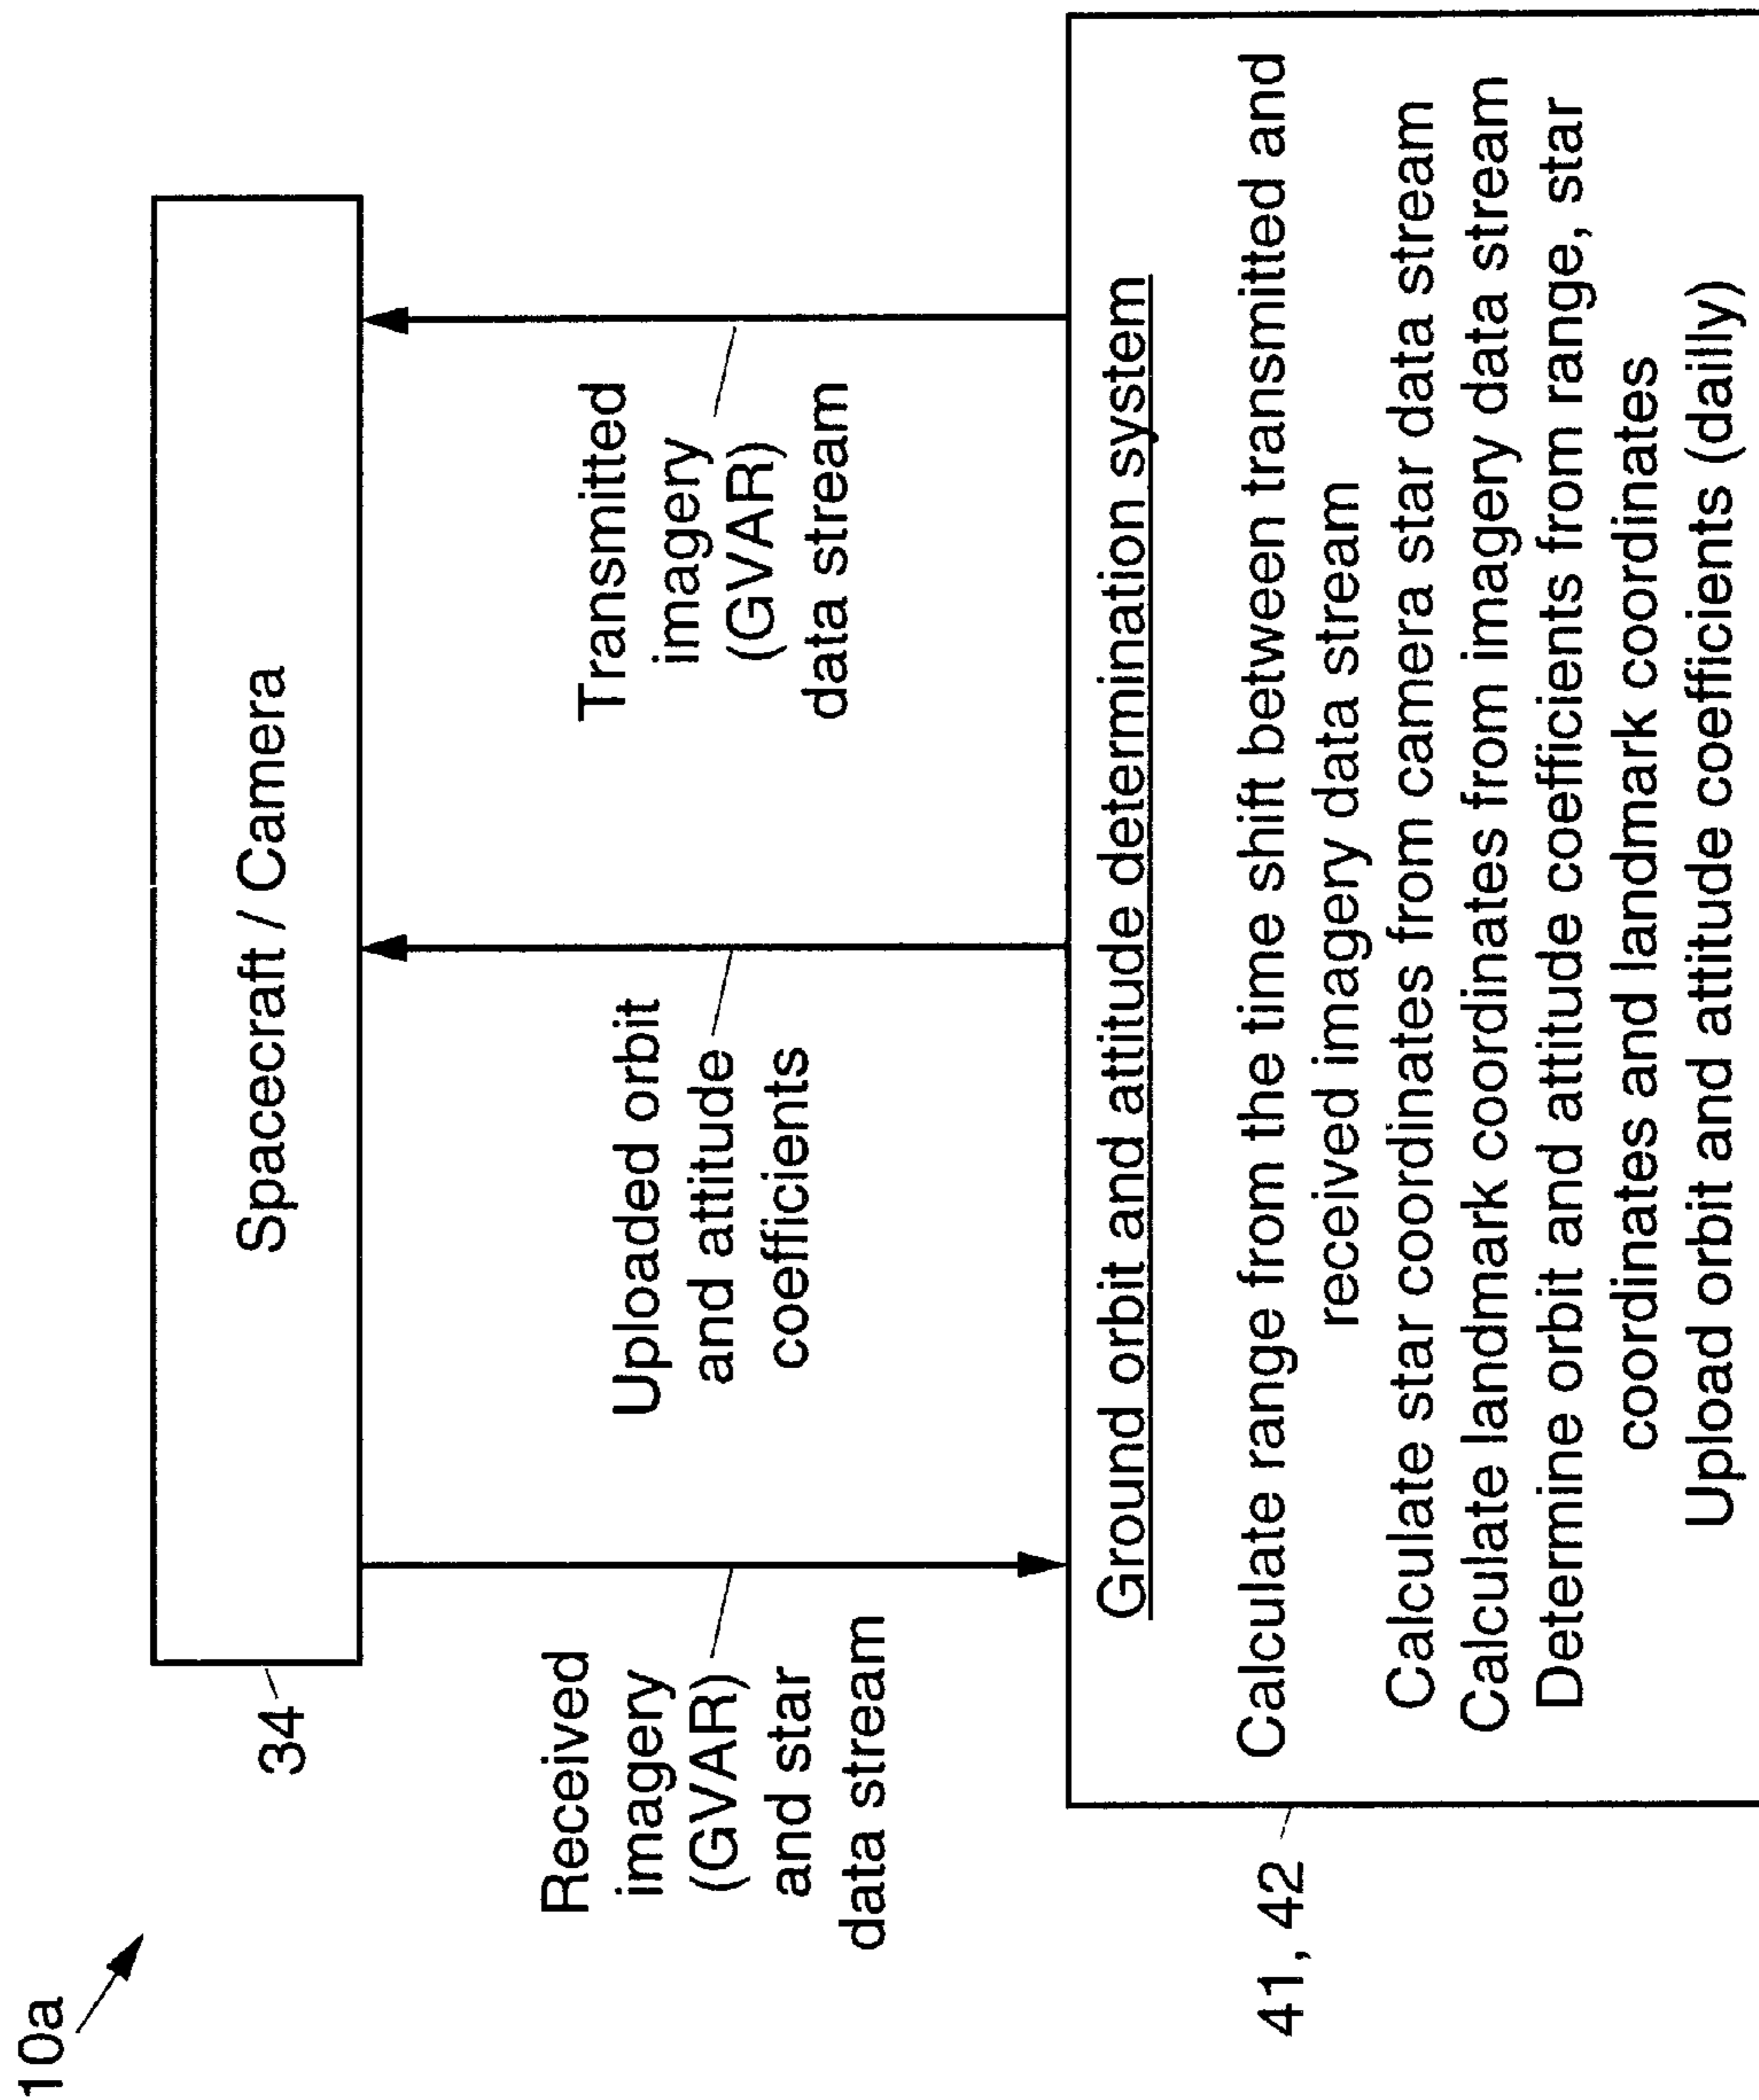 10a
Spacecraft / Camera
34
Received
imagery
(GVAR)
and star
data stream
Uploaded orbit
and attitude
coefficients
Transmitted
imagery
(GVAR)
data stream
41, 42
Ground orbit and attitude determination system
Calculate range from the time shift between transmitted and
received imagery data stream
Calculate star coordinates from camera star data stream
Calculate landmark coordinates from imagery data stream
Determine orbit and attitude coefficients from range, star
coordinates and landmark coordinates
Upload orbit and attitude coefficients (dailly)